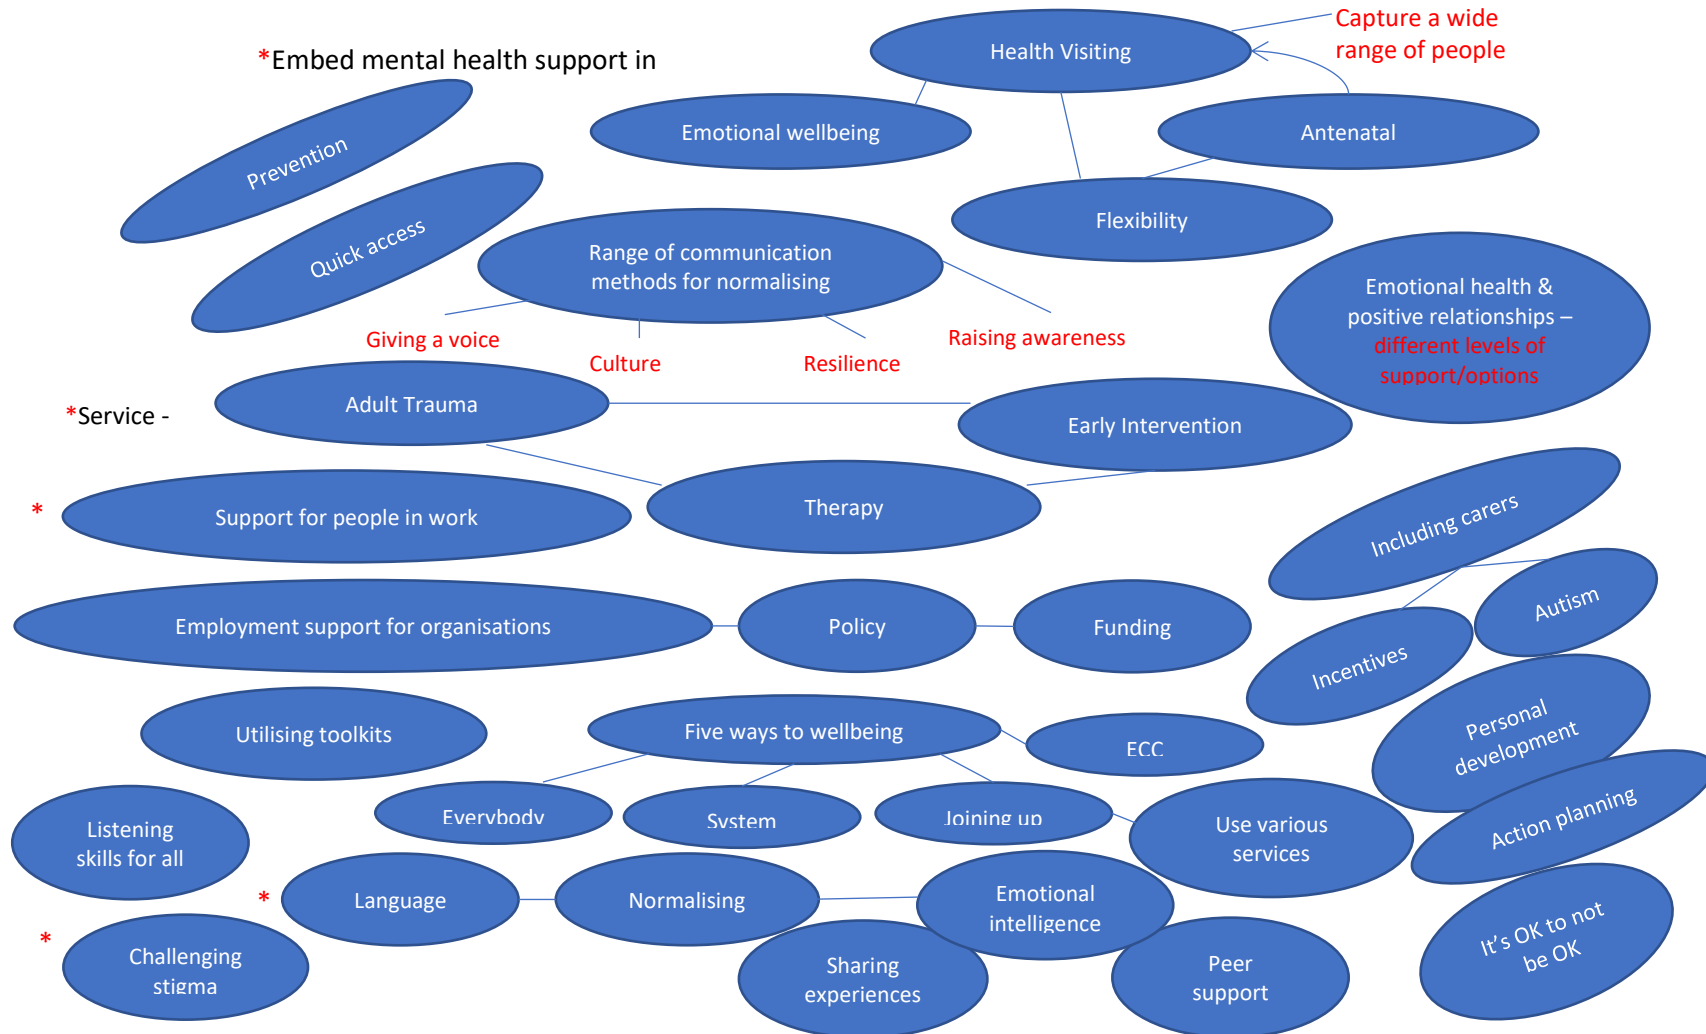 Capture a wide
range of people
*Embed mental health support in
Health Visiting
Emotional wellbeing
Antenatal
Prevention
Quick access
Flexibility
Range of communication
methods for normalising
Emotional health &
positive relationships –
different levels of
support/options
Giving a voice
Culture
Resilience
Raising awareness
*Service -
Adult Trauma
Early Intervention
Therapy
*
Support for people in work
Including carers
Autism
Incentives
Employment support for organisations
Policy
Funding
Utilising toolkits
Five ways to wellbeing
ECC
Personal
development
Everybody
System
Joining up
Use various
services
Action planning
Listening
skills for all
*
Language
Normalising
Emotional
intelligence
It's OK to not
be OK
*
Challenging
stigma
Sharing
experiences
Peer
support